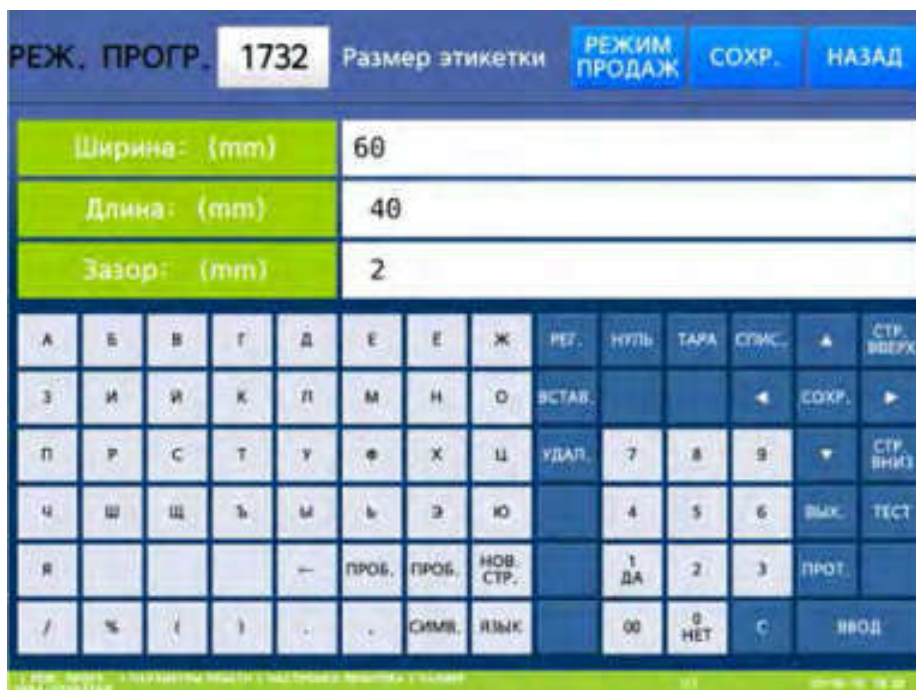 РЕЖ. ПРОГР. 1732 Размер этикетки РЕЖИМ ПРОДАЖ СОХР. НАЗАД
Ширина: (mm) 60
Длина: (mm) 40
Зазор: (mm) 2
А Б В Г Д Е Ё Ж РЕГ. НУЛЬ ТАРА СПИС. ▲ СТР. ВВЕРХ
З И Й К Л М Н О ВСТАВ. ◄ СОХР. ►
П Р С Т У Ф Х Ц УДАЛ. 7 8 9 ▼ СТР. ВНИЗ
Ч Ш Щ Ъ Ы Ь Э Ю 4 5 6 ВЫХ. ТЕСТ
Я ← ПРОБ. ПРОБ. НОВ. СТР. 1 ДА 2 3 ПРОТ.
/ % ( ) . СИМВ. ЯЗЫК 00 0 НЕТ C ВВОД